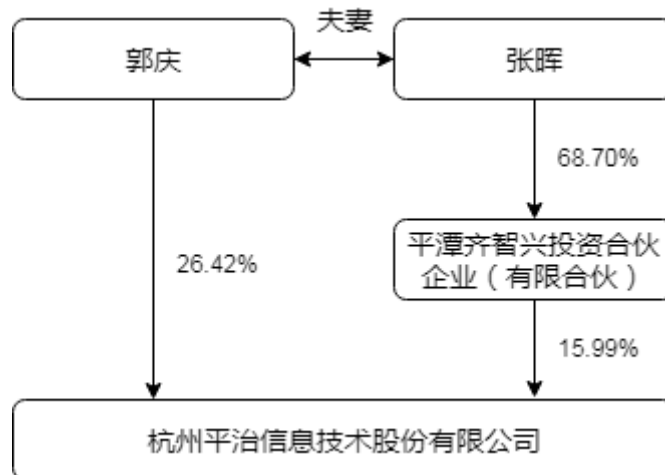 夫妻
郭庆
张晖
68.70%
平潭齐智兴投资合伙
企业（有限合伙）
26.42%
15.99%
杭州平治信息技术股份有限公司